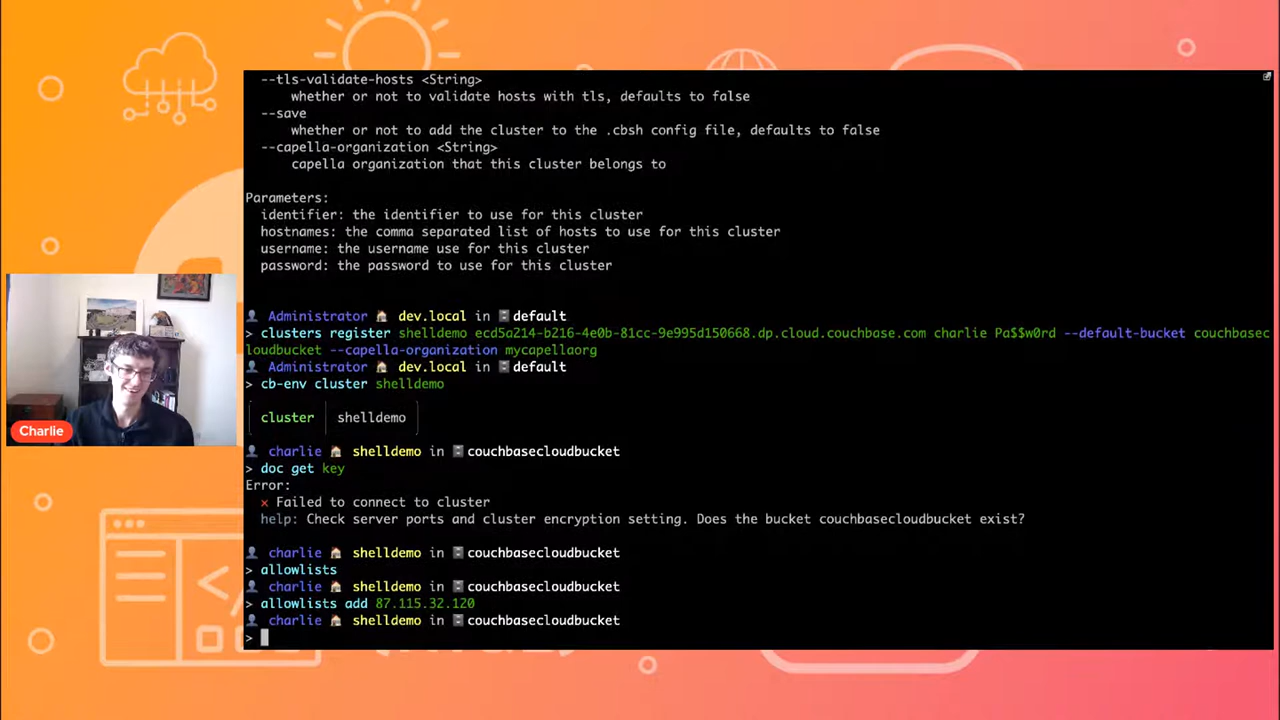 --tls-validate-hosts <String>
whether or not to validate hosts with tls, defaults to false
--save
whether or not to add the cluster to the .cbsh config file, defaults to false
--capella-organization <String>
capella organization that this cluster belongs to
Parameters:
identifier: the identifier to use for this cluster
hostnames: the comma separated list of hosts to use for this cluster
username: the username use for this cluster
password: the password to use for this cluster
Administrator dev.local in default
> clusters register shelldemo ecd5a214-b216-4e0b-81cc-9e995d150668.dp.cloud.couchbase.com charlie Pa$$w0rd --default-bucket couchbasec
loudbucket --capella-organization mycapellaorg
Administrator dev.local in default
> cb-env cluster shelldemo
cluster shelldemo
charlie shelldemo in couchbasecloudbucket
> doc get key
Error:
× Failed to connect to cluster
help: Check server ports and cluster encryption setting. Does the bucket couchbasecloudbucket exist?
charlie shelldemo in couchbasecloudbucket
> allowlists
charlie shelldemo in couchbasecloudbucket
> allowlists add 87.115.32.120
charlie shelldemo in couchbasecloudbucket
>
Charlie